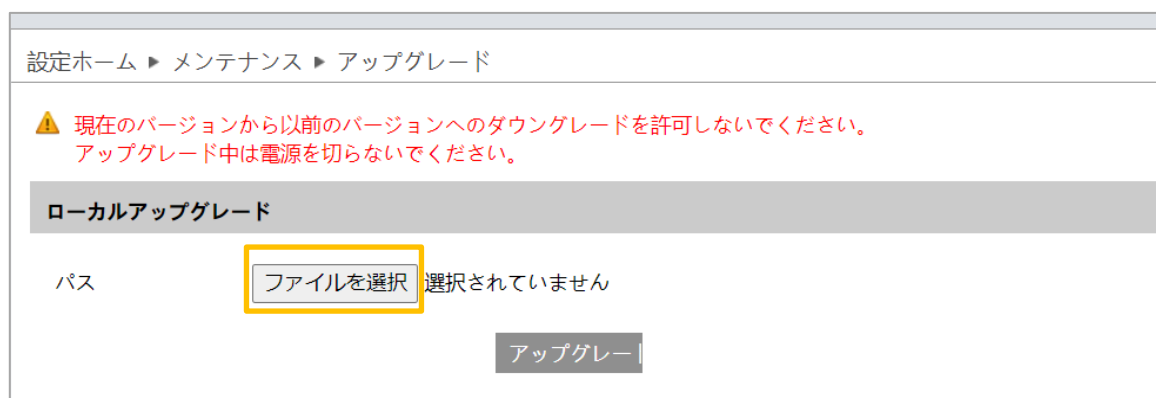 設定ホーム ▶ メンテナンス ▶ アップグレード
現在のバージョンから以前のバージョンへのダウングレードを許可しないでください。
アップグレード中は電源を切らないでください。
ローカルアップグレード
パス ファイルを選択 選択されていません
アップグレー